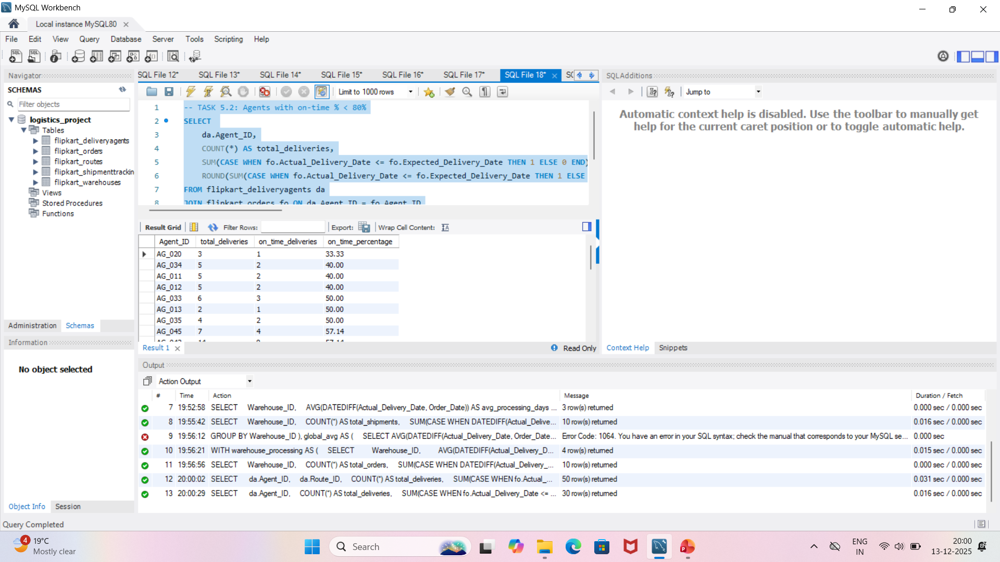 MySQL Workbench
Local instance MySQL80
File Edit View Query Database Server Tools Scripting Help
Navigator
SCHEMAS
Filter objects
logistics_project
Tables
flipkart_deliveryagents
flipkart_orders
flipkart_routes
flipkart_shipmenttrackin
flipkart_warehouses
Views
Stored Procedures
Functions
Administration Schemas
Information
No object selected
Object Info Session
SQL File 12* SQL File 13* SQL File 14* SQL File 15* SQL File 16* SQL File 17* SQL File 18*
Limit to 1000 rows
1 -- TASK 5.2: Agents with on-time % < 80%
2 SELECT
3 da.Agent_ID,
4 COUNT(*) AS total_deliveries,
5 SUM(CASE WHEN fo.Actual_Delivery_Date <= fo.Expected_Delivery_Date THEN 1 ELSE 0 END)
6 ROUND(SUM(CASE WHEN fo.Actual_Delivery_Date <= fo.Expected_Delivery_Date THEN 1 ELSE
7 FROM flipkart_deliveryagents da
8 JOIN flipkart_orders fo ON da.Agent_ID = fo.Agent_ID
Result Grid Filter Rows: Export: Wrap Cell Content:
Agent_ID total_deliveries on_time_deliveries on_time_percentage
AG_020 3 1 33.33
AG_034 5 2 40.00
AG_011 5 2 40.00
AG_012 5 2 40.00
AG_033 6 3 50.00
AG_013 2 1 50.00
AG_035 4 2 50.00
AG_045 7 4 57.14
Result 1 Read Only
SQLAdditions
Jump to
Automatic context help is disabled. Use the toolbar to manually get
help for the current caret position or to toggle automatic help.
Context Help Snippets
Output
Action Output
# Time Action Message Duration / Fetch
7 19:52:58 SELECT Warehouse_ID, AVG(DATEDIFF(Actual_Delivery_Date, Order_Date)) AS avg_processing_days ... 3 row(s) returned 0.000 sec / 0.000 sec
8 19:55:42 SELECT Warehouse_ID, COUNT(*) AS total_shipments, SUM(CASE WHEN DATEDIFF(Actual_Delive... 10 row(s) returned 0.016 sec / 0.000 sec
9 19:56:12 GROUP BY Warehouse_ID ), global_avg AS ( SELECT AVG(DATEDIFF(Actual_Delivery_Date, Order_Date... Error Code: 1064. You have an error in your SQL syntax; check the manual that corresponds to your MySQL se... 0.000 sec
10 19:56:21 WITH warehouse_processing AS ( SELECT Warehouse_ID, AVG(DATEDIFF(Actual_Delivery_D... 4 row(s) returned 0.015 sec / 0.000 sec
11 19:56:56 SELECT Warehouse_ID, COUNT(*) AS total_orders, SUM(CASE WHEN DATEDIFF(Actual_Delivery_... 10 row(s) returned 0.000 sec / 0.000 sec
12 20:00:02 SELECT da.Agent_ID, da.Route_ID, COUNT(*) AS total_deliveries, SUM(CASE WHEN fo.Actual_... 50 row(s) returned 0.031 sec / 0.000 sec
13 20:00:29 SELECT da.Agent_ID, COUNT(*) AS total_deliveries, SUM(CASE WHEN fo.Actual_Delivery_Date <= ... 30 row(s) returned 0.016 sec / 0.000 sec
Query Completed
4 19°C
Mostly clear
Search
ENG
IN
20:00
13-12-2025